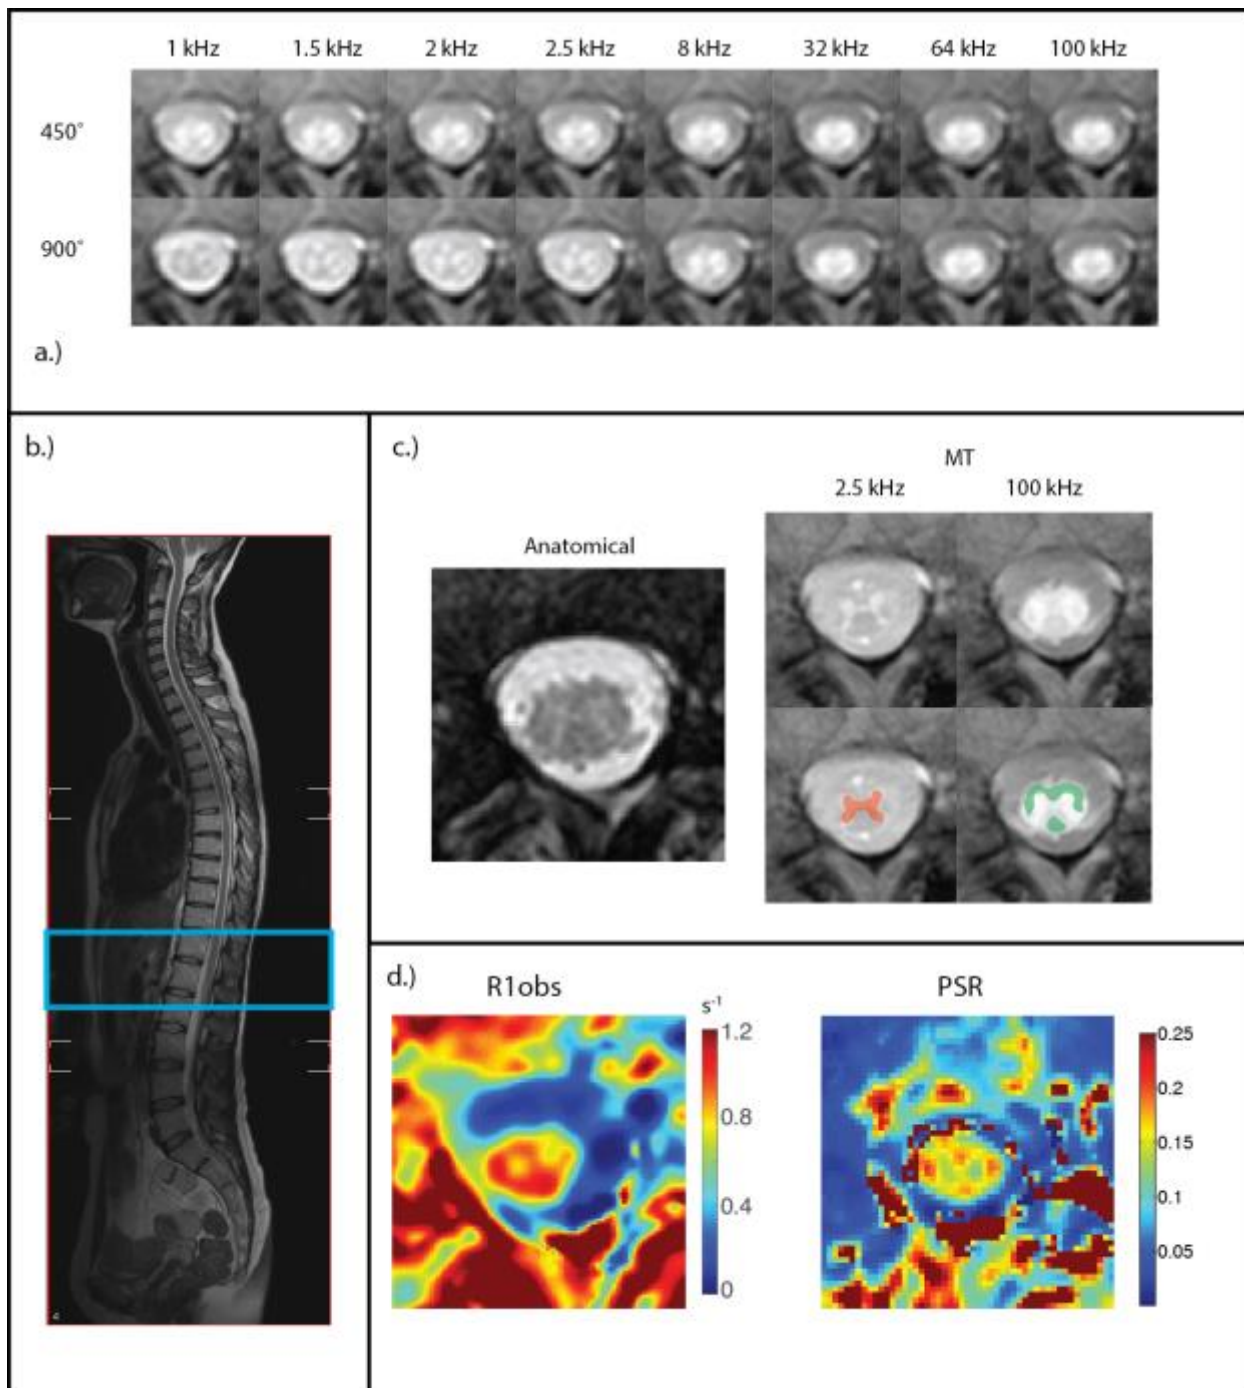 1 kHz 1.5 kHz 2 kHz 2.5 kHz 8 kHz 32 kHz 64 kHz 100 kHz
450°
900°
a.)
b.)
c.)
MT
2.5 kHz 100 kHz
Anatomical
d.)
R1obs
s⁻¹
1.2
0.8
0.4
0
PSR
0.25
0.2
0.15
0.1
0.05